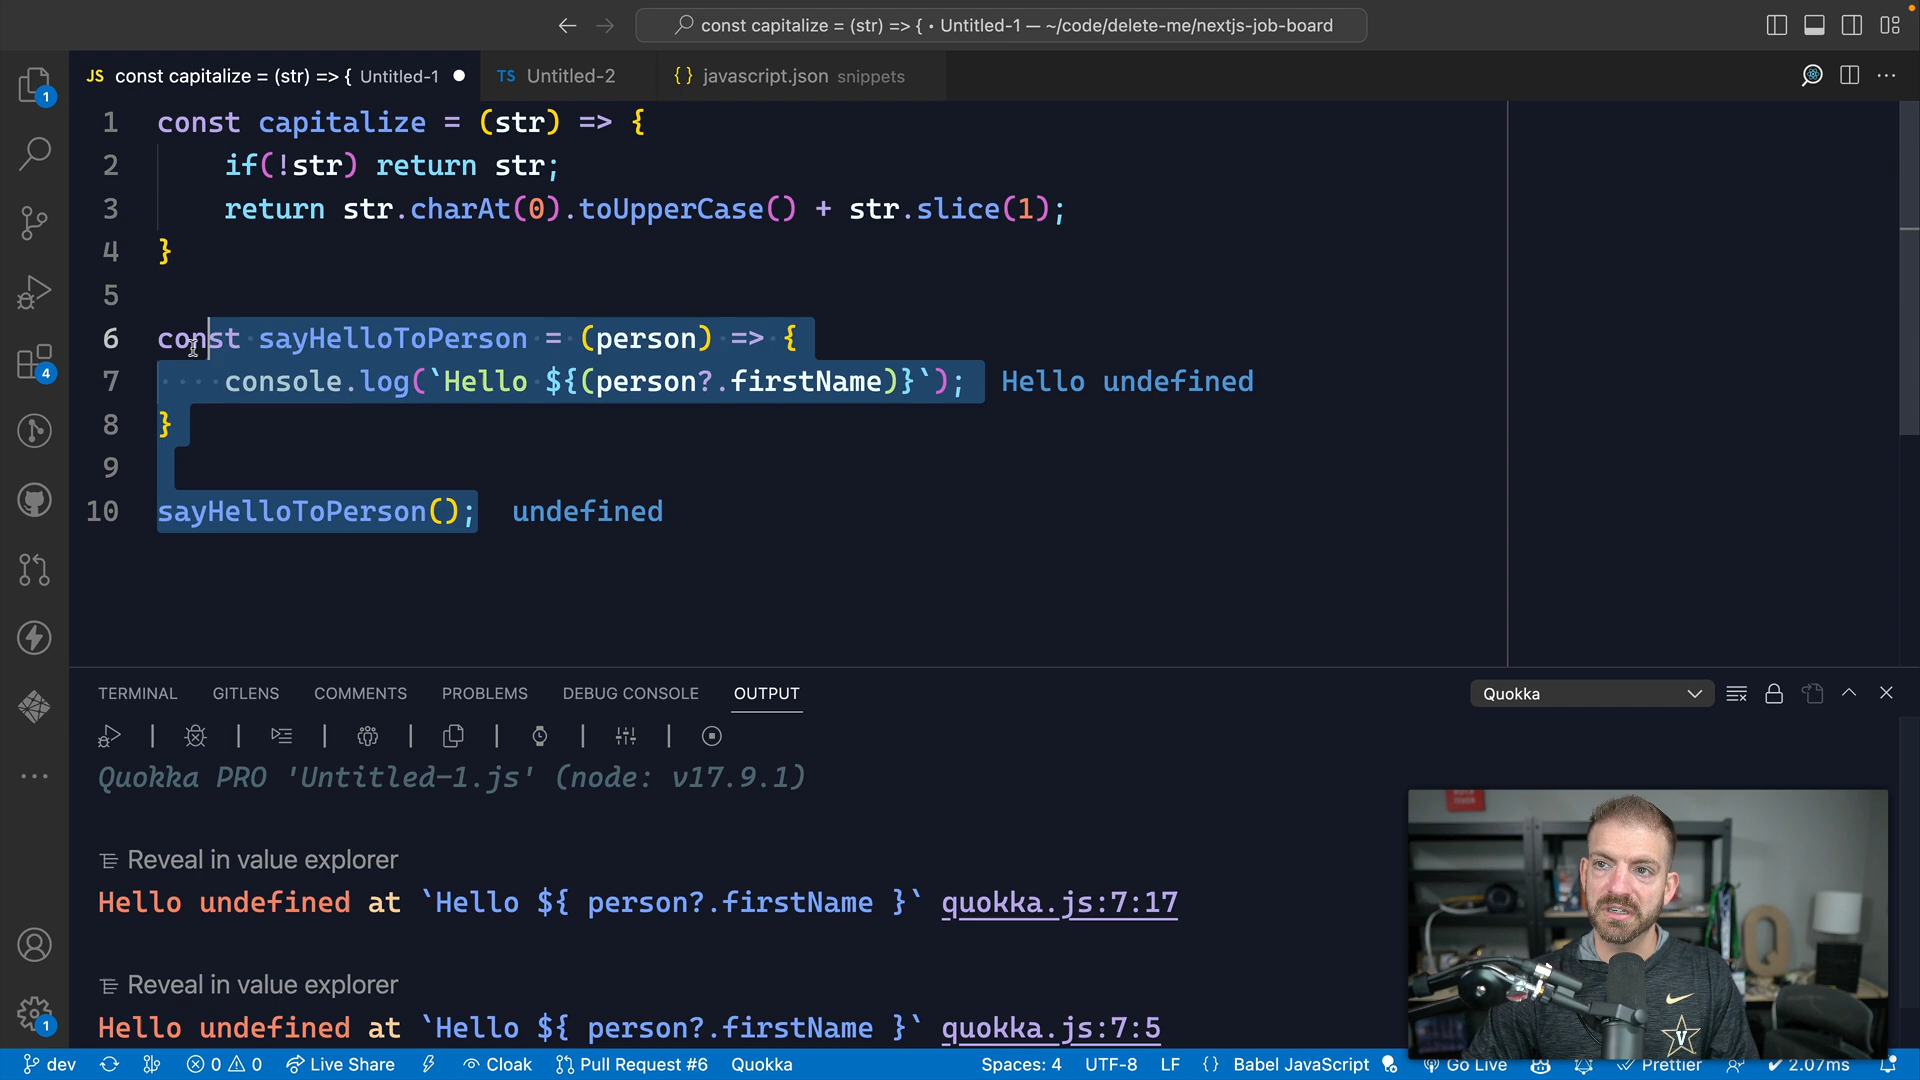 const capitalize = (str) => { • Untitled-1 — ~/code/delete-me/nextjs-job-board
JS const capitalize = (str) => { Untitled-1 TS Untitled-2 {} javascript.json snippets
1 const capitalize = (str) => {
2 if(!str) return str;
3 return str.charAt(0).toUpperCase() + str.slice(1);
4 }
5
6 const sayHelloToPerson = (person) => {
7 console.log(`Hello ${(person?.firstName)}`); Hello undefined
8 }
9
10 sayHelloToPerson(); undefined
1
4
1
TERMINAL GITLENS COMMENTS PROBLEMS DEBUG CONSOLE OUTPUT Quokka
Quokka PRO 'Untitled-1.js' (node: v17.9.1)
Reveal in value explorer
Hello undefined at `Hello ${ person?.firstName }` quokka.js:7:17
Reveal in value explorer
Hello undefined at `Hello ${ person?.firstName }` quokka.js:7:5
dev 0 0 Live Share Cloak Pull Request #6 Quokka Spaces: 4 UTF-8 LF {} Babel JavaScript Go Live Prettier 2.07ms